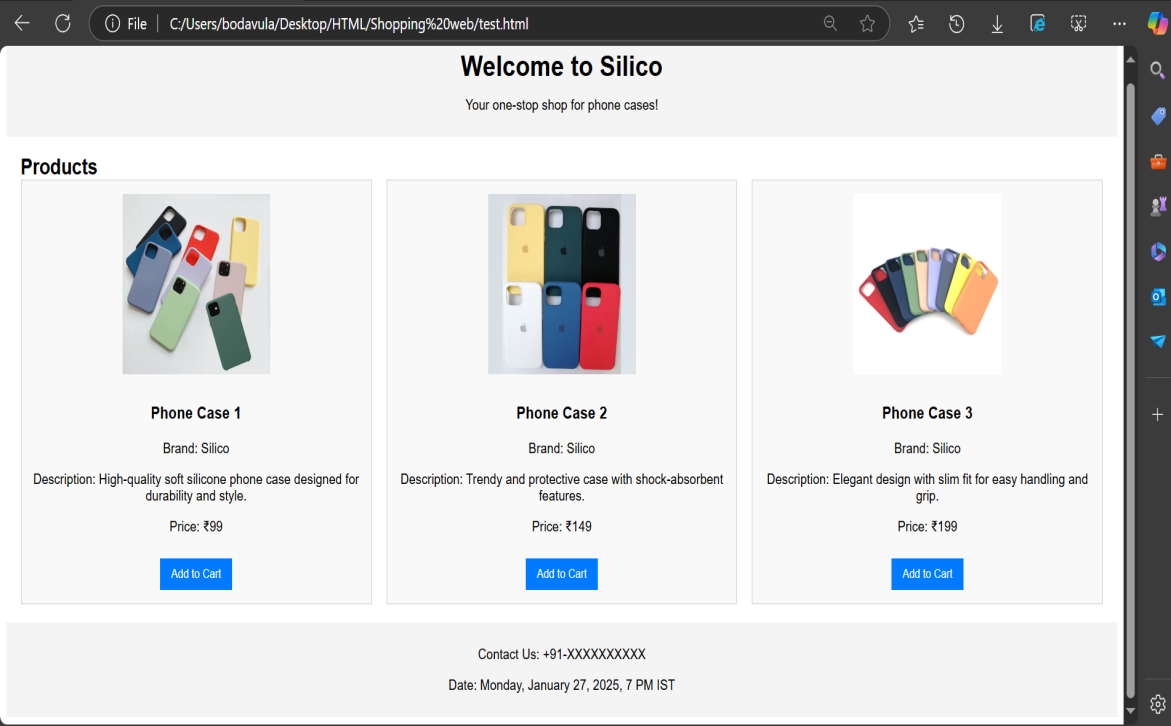 File
C:/Users/bodavula/Desktop/HTML/Shopping%20web/test.html
Welcome to Silico
Your one-stop shop for phone cases!
Products
Phone Case 1
Brand: Silico
Description: High-quality soft silicone phone case designed for
durability and style.
Price: ₹99
Add to Cart
Phone Case 2
Brand: Silico
Description: Trendy and protective case with shock-absorbent
features.
Price: ₹149
Add to Cart
Phone Case 3
Brand: Silico
Description: Elegant design with slim fit for easy handling and
grip.
Price: ₹199
Add to Cart
Contact Us: +91-XXXXXXXXXX
Date: Monday, January 27, 2025, 7 PM IST